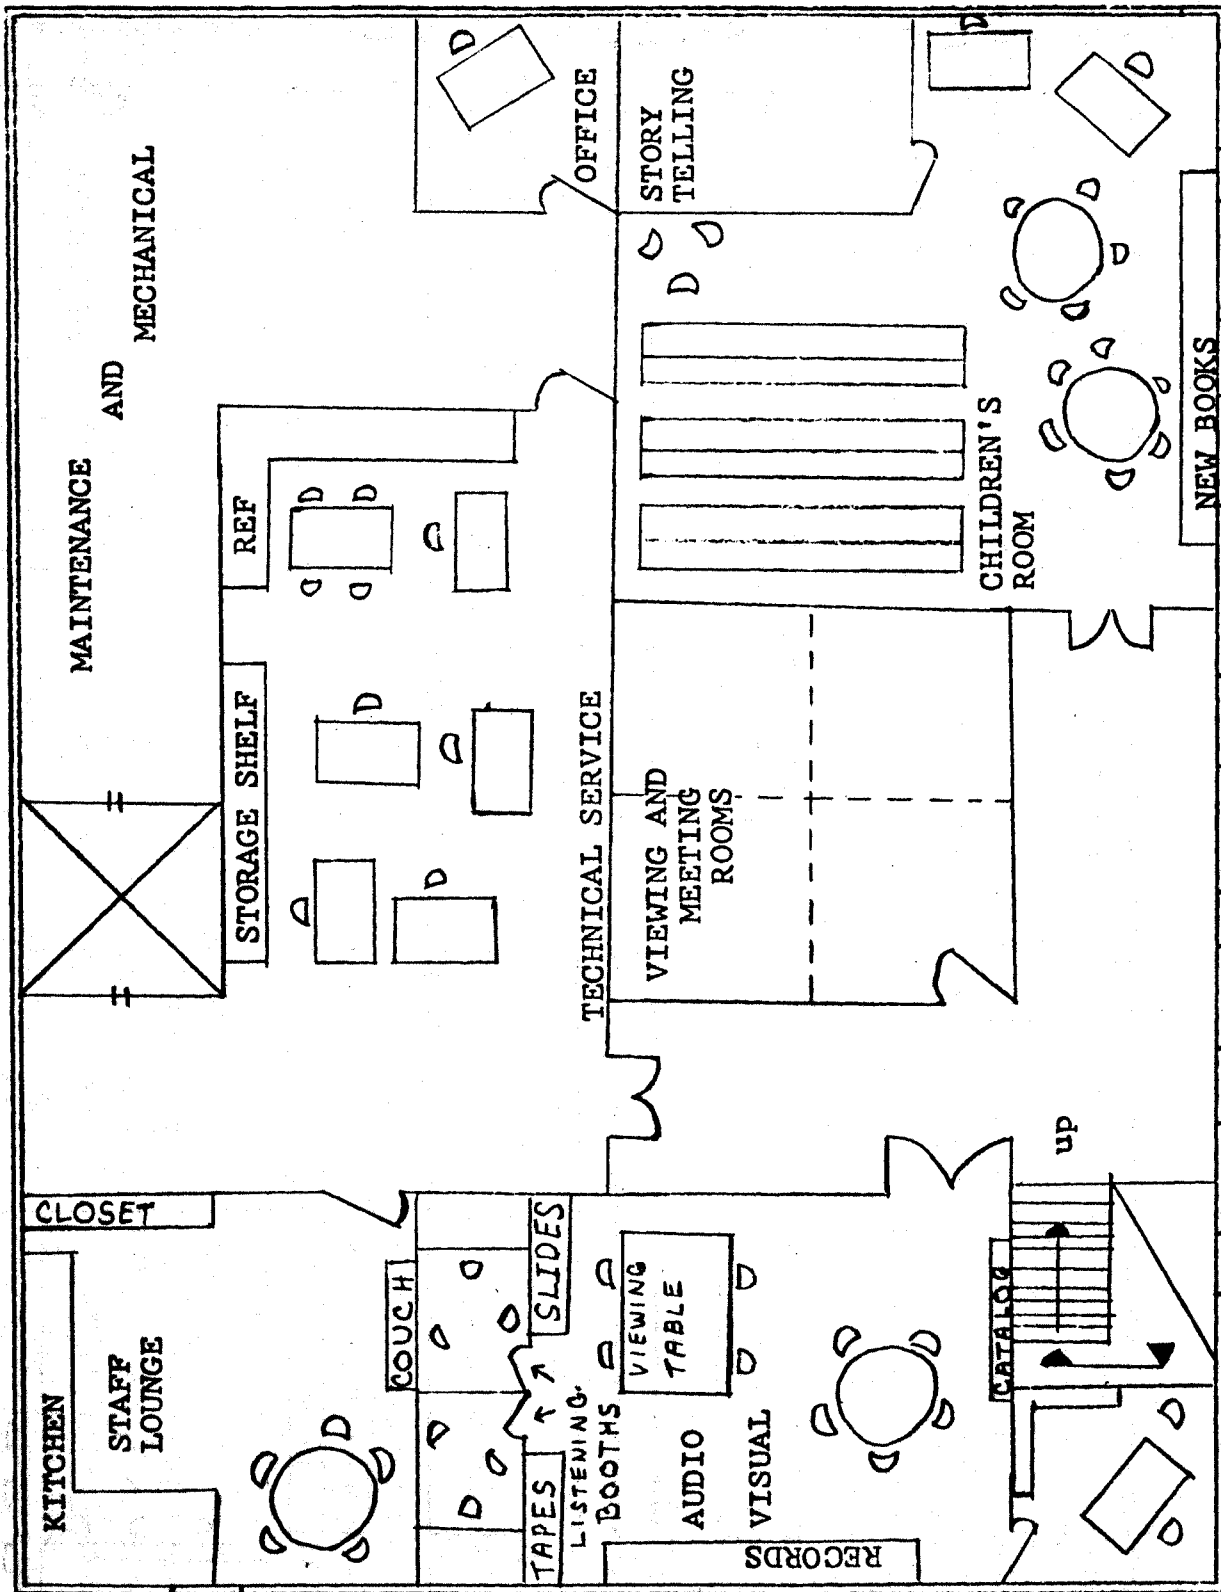 MAINTENANCE
AND
MECHANICAL
OFFICE
STORY
TELLING
REF
STORAGE SHELF
TECHNICAL SERVICE
VIEWING AND
MEETING
ROOMS
CHILDREN'S
ROOM
NEW BOOKS
KITCHEN
STAFF
LOUNGE
CLOSET
COUCH
TAPES
SLIDES
LISTENING
BOOTHS
VIEWING
TABLE
AUDIO
VISUAL
RECORDS
CATALOG
up